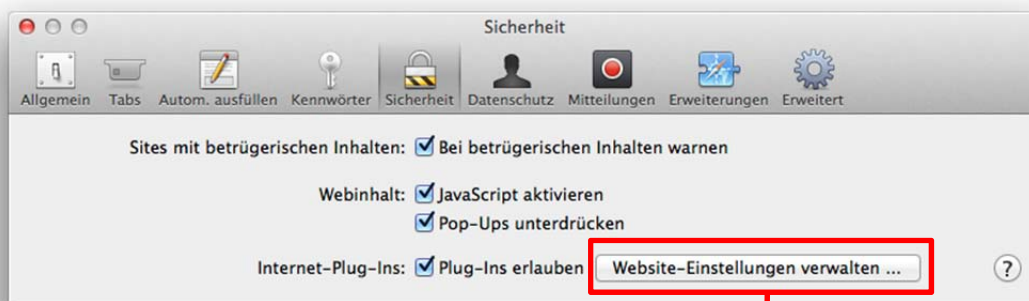 Sicherheit
Allgemein Tabs Autom. ausfüllen Kennwörter Sicherheit Datenschutz Mitteilungen Erweiterungen Erweitert
Sites mit betrügerischen Inhalten: Bei betrügerischen Inhalten warnen
Webinhalt: JavaScript aktivieren
Pop-Ups unterdrücken
Internet-Plug-Ins: Plug-Ins erlauben Website-Einstellungen verwalten ... ?